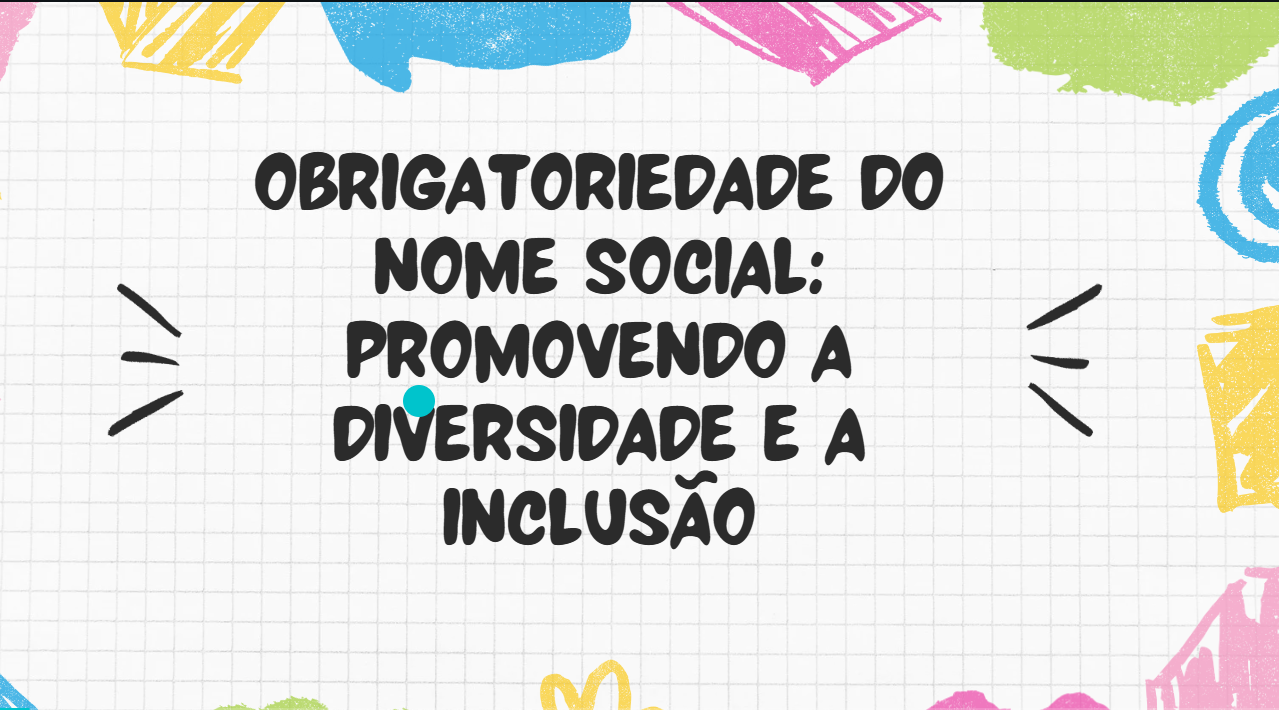 OBRIGATORIEDADE DO
NOME SOCIAL:
PROMOVENDO A
DIVERSIDADE E A
INCLUSÃO